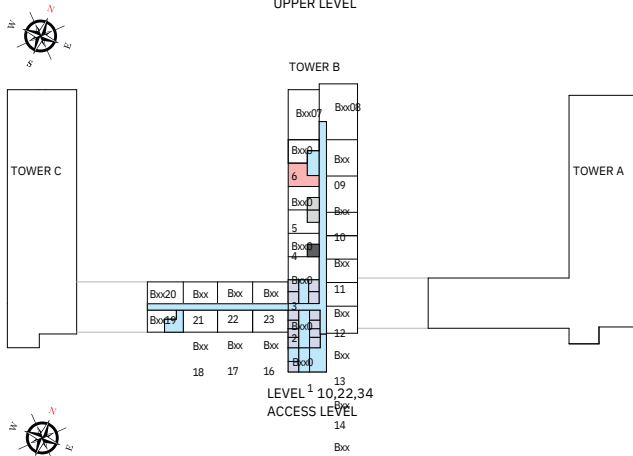 UPPER LEVEL
N
W
E
S
TOWER B
Bxx07
Bxx08
Bxx0
6
Bxx
09
TOWER C
TOWER A
Bxx0
5
Bxx
10
Bxx0
4
Bxx
11
Bxx0
3
Bxx20
Bxx
21
Bxx
22
Bxx
23
Bxx
12
Bxx19
Bxx0
2
Bxx
18
Bxx
17
Bxx
16
Bxx
13
Bxx0
1
LEVEL 10,22,34
ACCESS LEVEL
Bxx
14
Bxx
N
W
E
S